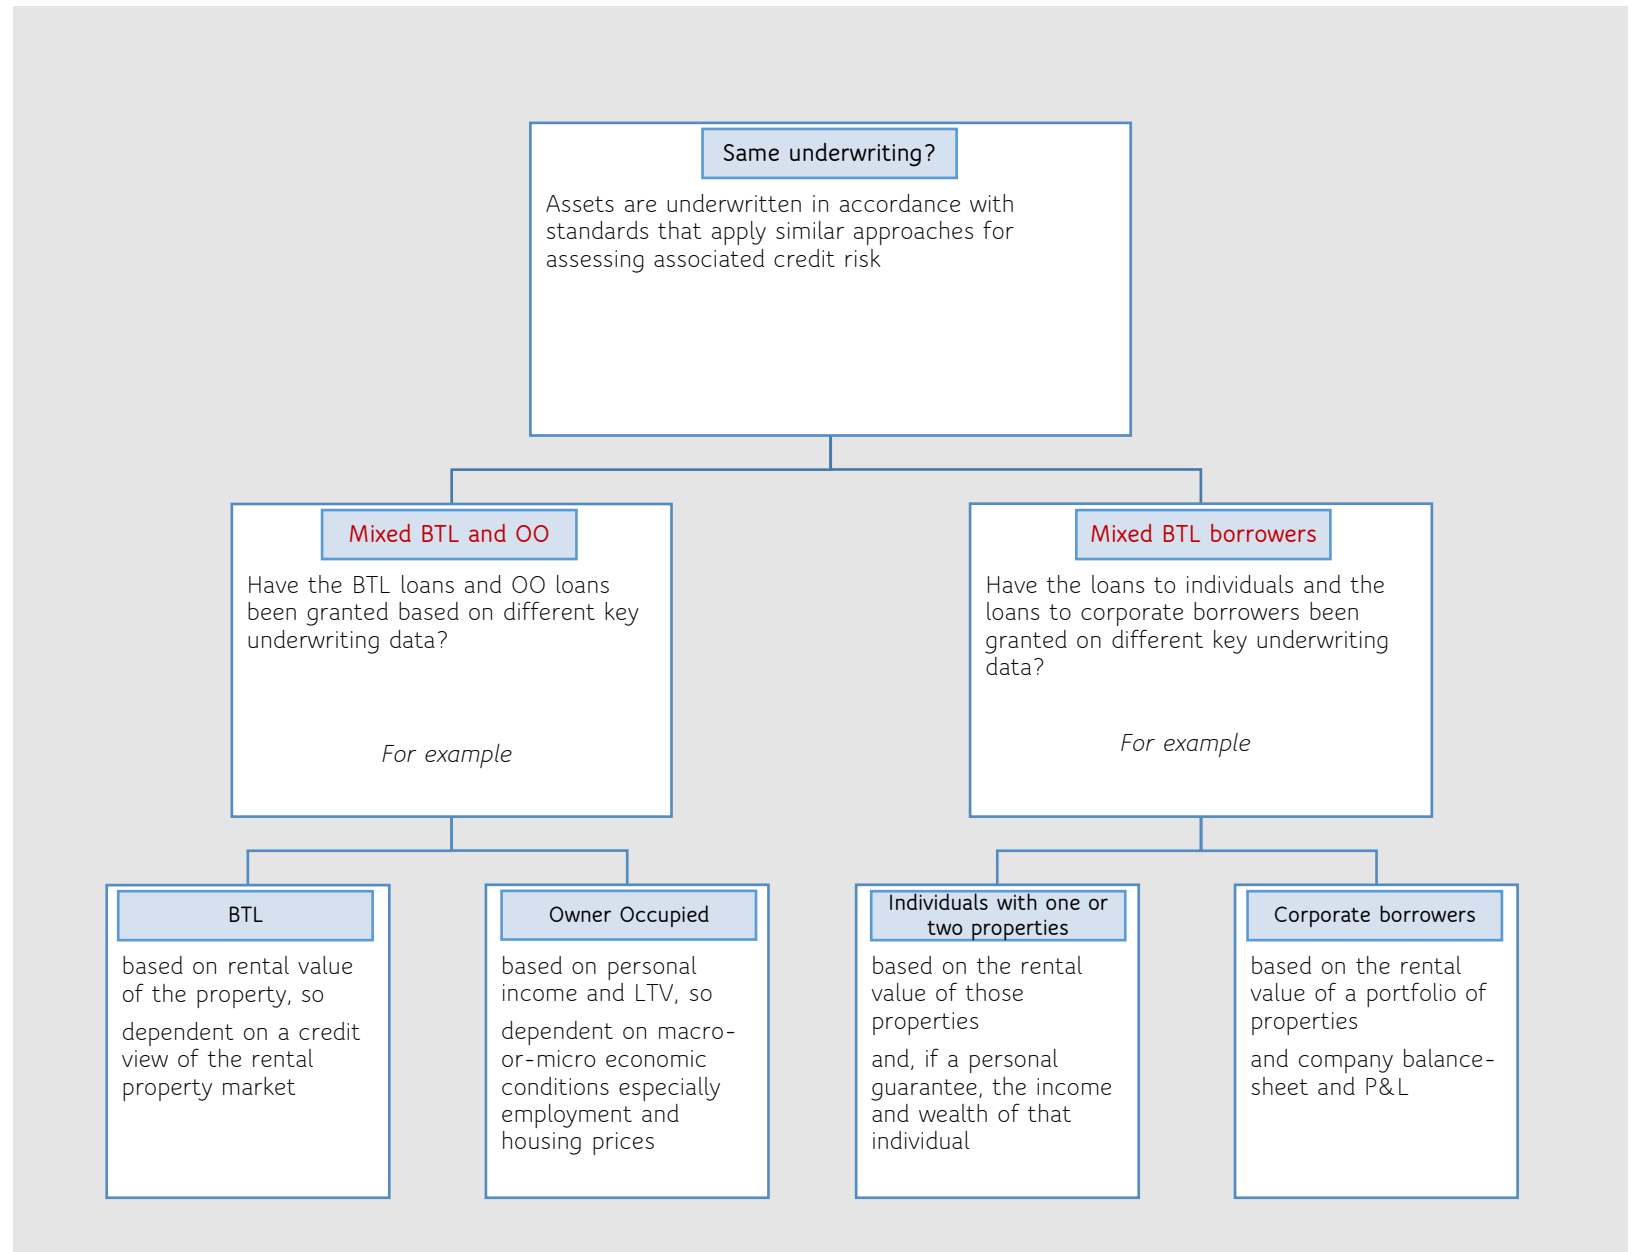 Same underwriting?
Assets are underwritten in accordance with
standards that apply similar approaches for
assessing associated credit risk
Mixed BTL and OO
Have the BTL loans and OO loans
been granted based on different key
underwriting data?
For example
Mixed BTL borrowers
Have the loans to individuals and the
loans to corporate borrowers been
granted on different key underwriting
data?
For example
BTL
based on rental value
of the property, so
dependent on a credit
view of the rental
property market
Owner Occupied
based on personal
income and LTV, so
dependent on macro-
or-micro economic
conditions especially
employment and
housing prices
Individuals with one or
two properties
based on the rental
value of those
properties
and, if a personal
guarantee, the income
and wealth of that
individual
Corporate borrowers
based on the rental
value of a portfolio of
properties
and company balance-
sheet and P&L